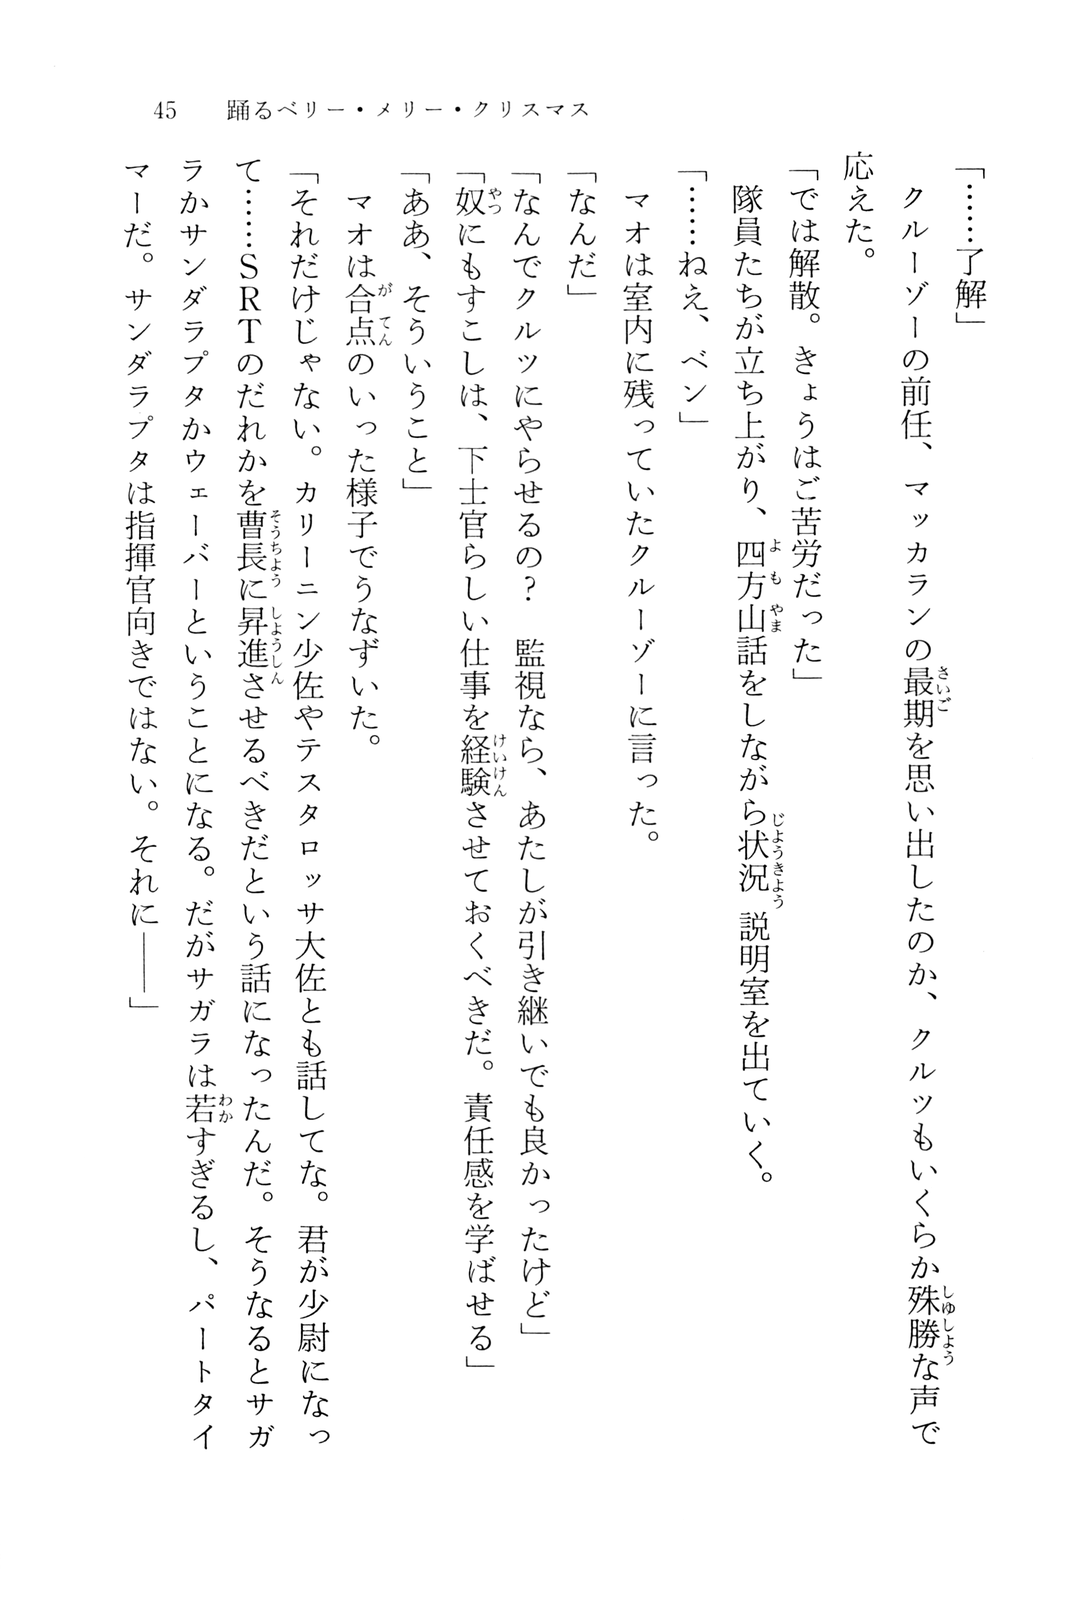 45　踊るベリー・メリー・クリスマス
「……了解」
　クルーゾーの前任、マッカランの最期を思い出したのか、クルツもいくらか殊勝な声で
応えた。
「では解散。きょうはご苦労だった」
　隊員たちが立ち上がり、四方山話をしながら状況説明室を出ていく。
「……ねえ、ベン」
　マオは室内に残っていたクルーゾーに言った。
「なんだ」
「なんでクルツにやらせるの？　監視なら、あたしが引き継いでも良かったけど」
「奴にもすこしは、下士官らしい仕事を経験させておくべきだ。責任感を学ばせる」
「ああ、そういうこと」
　マオは合点のいった様子でうなずいた。
「それだけじゃない。カリーニン少佐やテスタロッサ大佐とも話してな。君が少尉になっ
て……ＳＲＴのだれかを曹長に昇進させるべきだという話になったんだ。そうなるとサガ
ラかサンダラプタかウェーバーということになる。だがサガラは若すぎるし、パートタイ
マーだ。サンダラプタは指揮官向きではない。それに――」